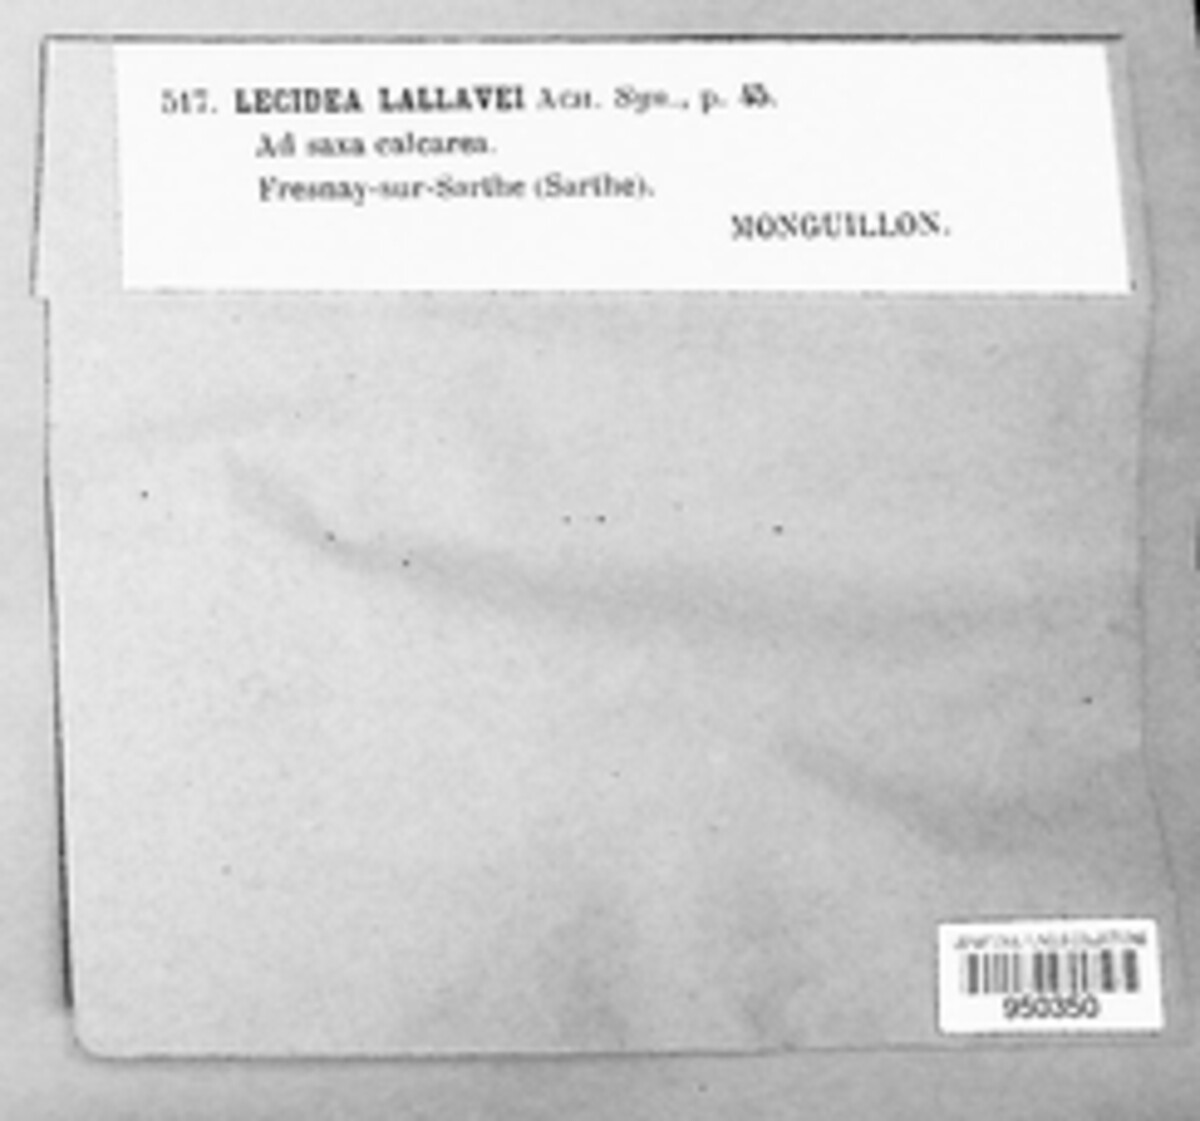 517. LECIDEA LALLAVEI Ach. Syn., p. 45.
Ad saxa calcarea.
Fresnay-sur-Sarthe (Sarthe).
MONGUILLON.
950350